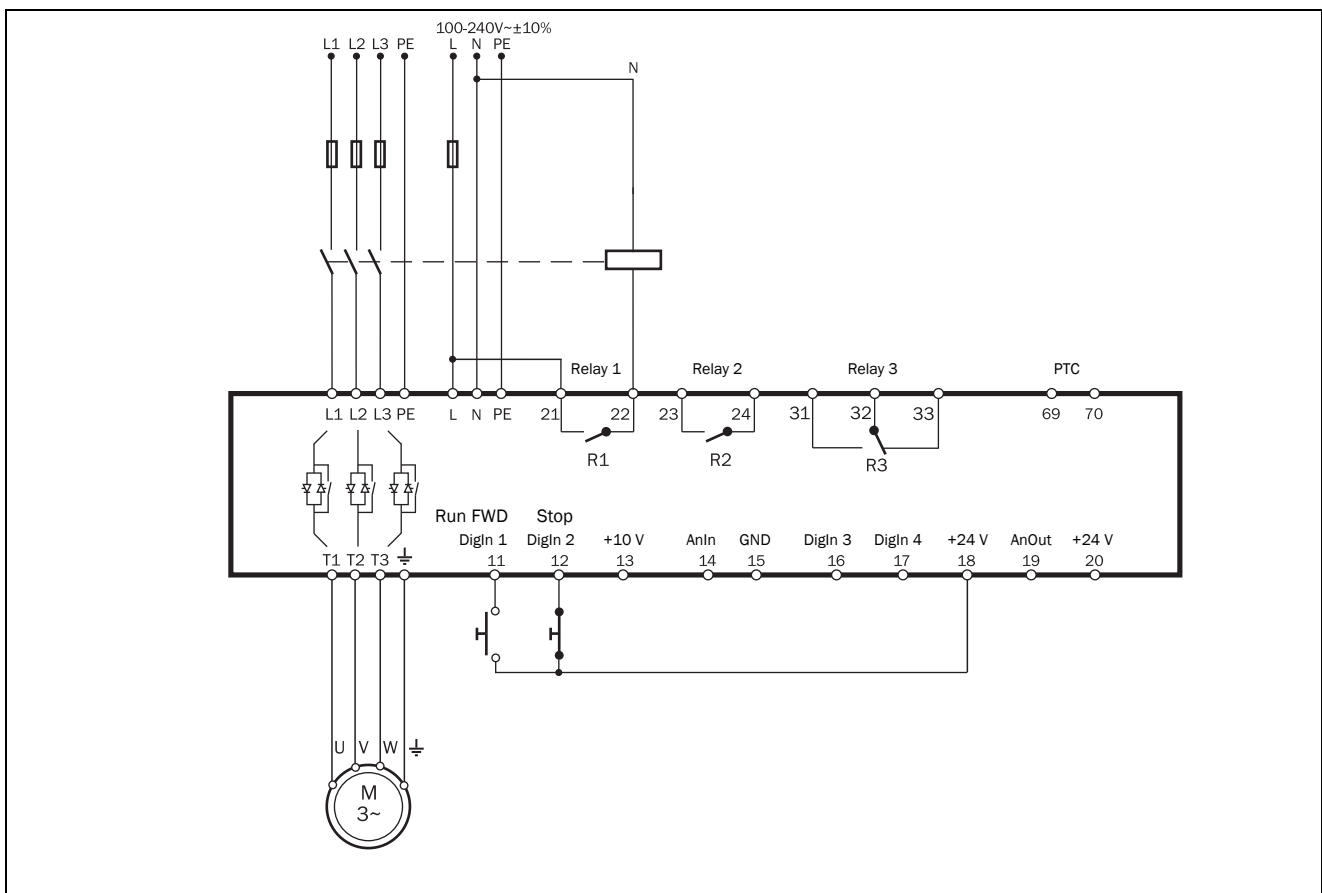 100-240V~±10%
L1 L2 L3 PE L N PE
N
Relay 1 Relay 2 Relay 3 PTC
L1 L2 L3 PE L N PE 21 22 23 24 31 32 33 69 70
R1 R2 R3
Run FWD Stop
DigIn 1 DigIn 2 +10 V AnIn GND DigIn 3 DigIn 4 +24 V AnOut +24 V
T1 T2 T3 11 12 13 14 15 16 17 18 19 20
U V W
M
3~